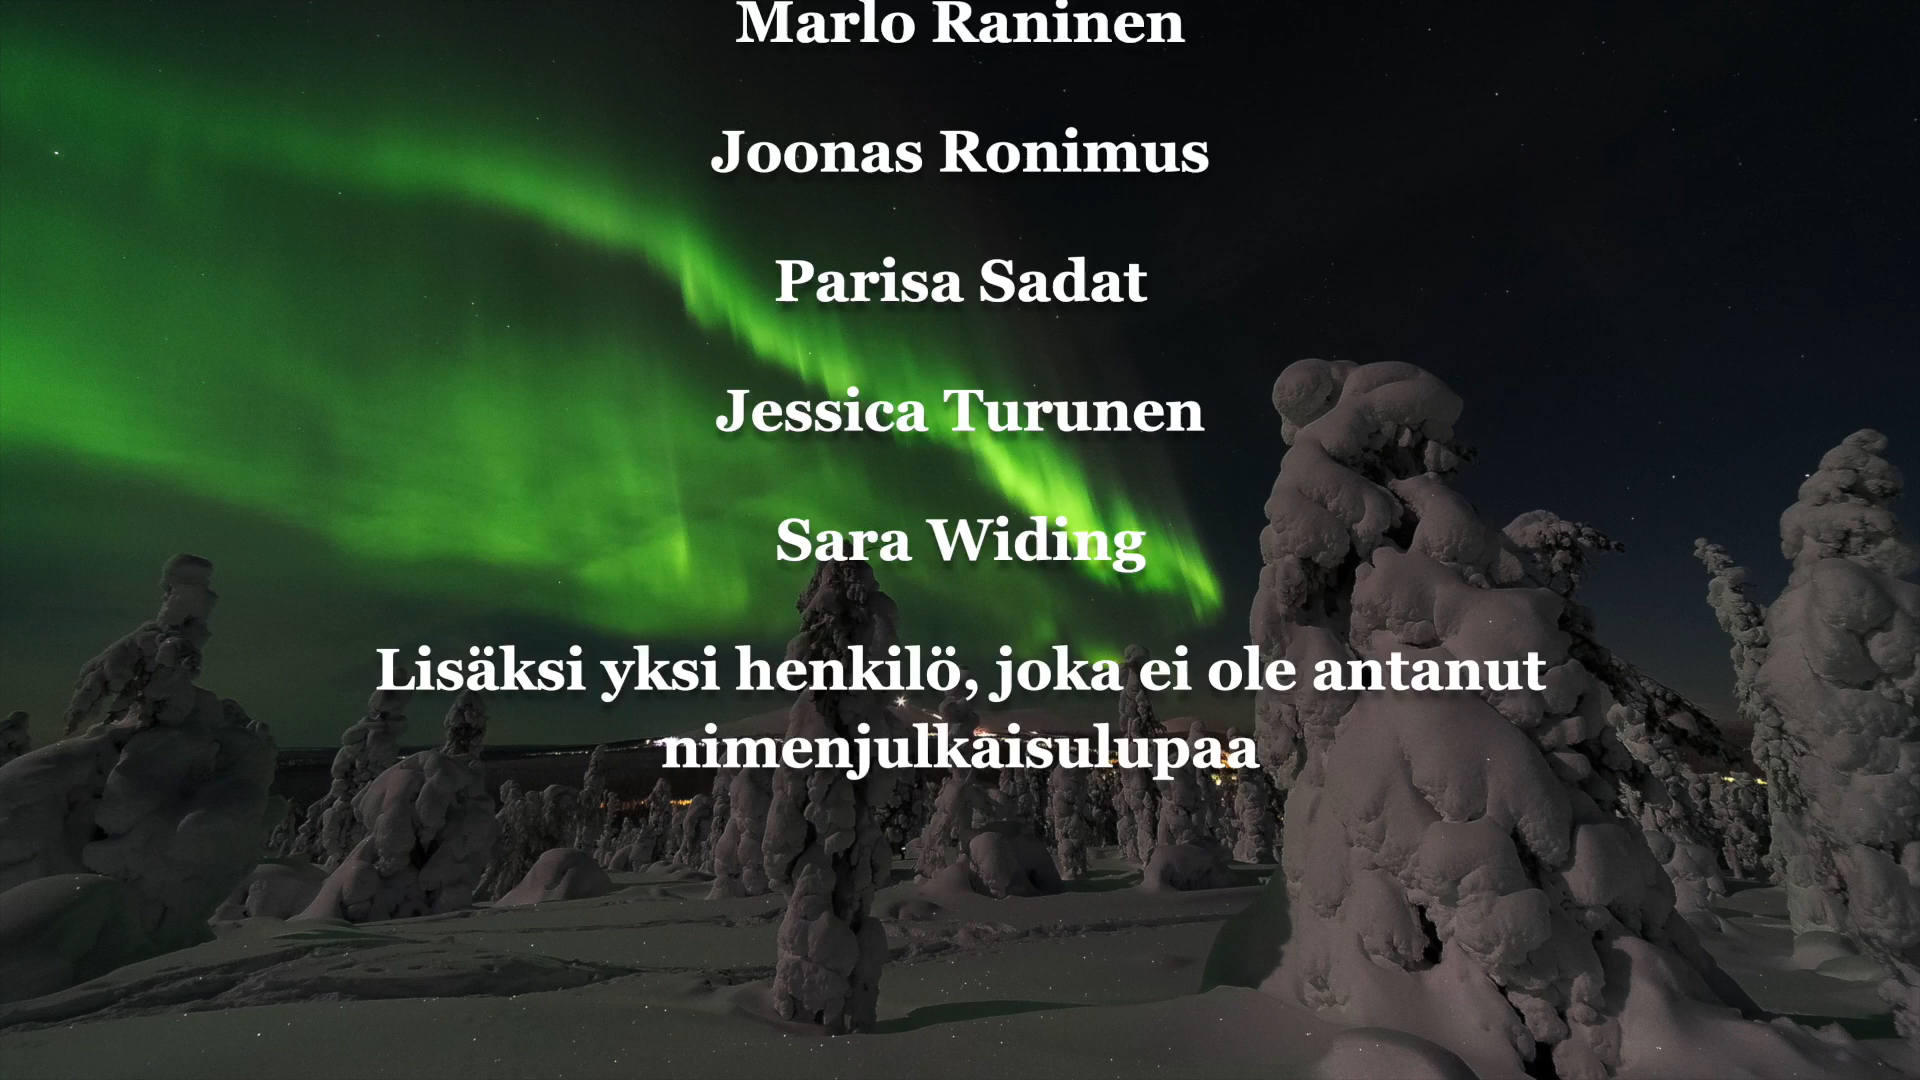 Marlo Raninen
Joonas Ronimus
Parisa Sadat
Jessica Turunen
Sara Widing
Lisäksi yksi henkilö, joka ei ole antanut
nimenjulkaisulupaa